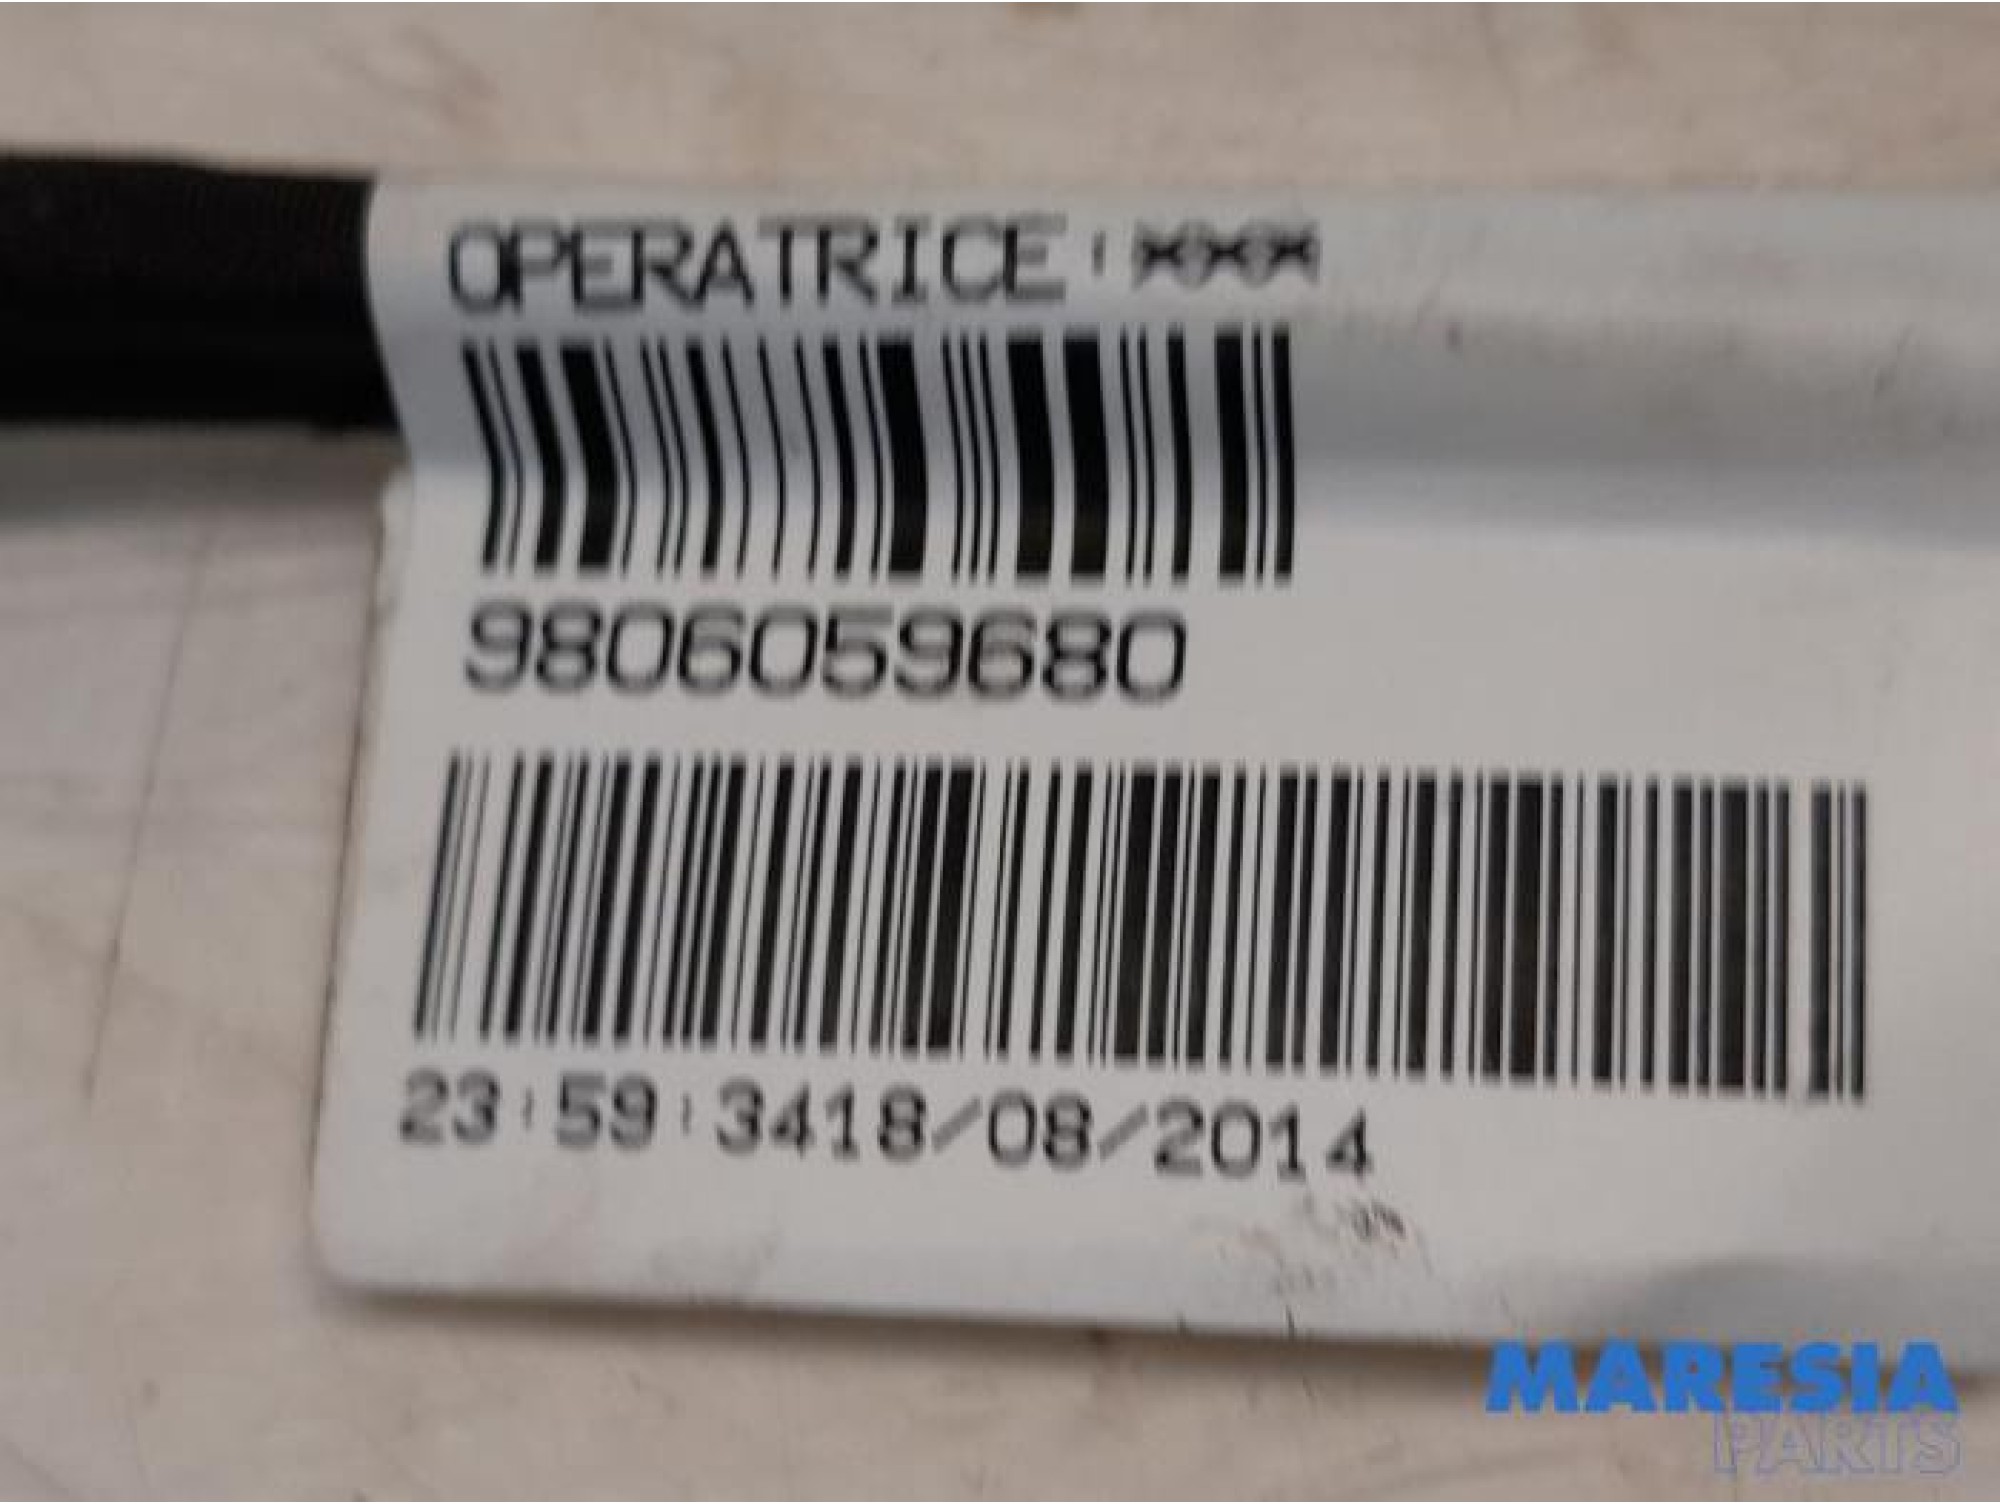 OPERATRICE:***
9806059680
23:59:3418/08/2014
MARESIA
PARTS